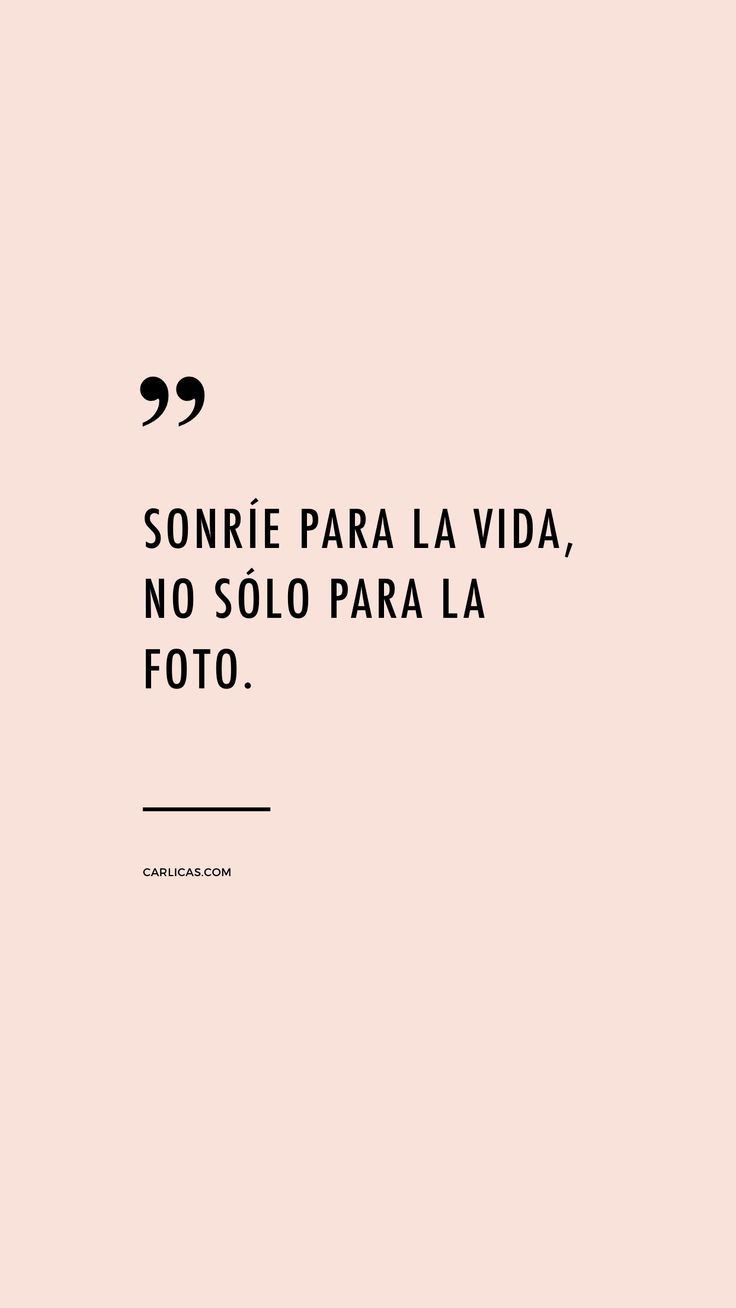 ”
SONRÍE PARA LA VIDA,
NO SÓLO PARA LA
FOTO.
CARLICAS.COM